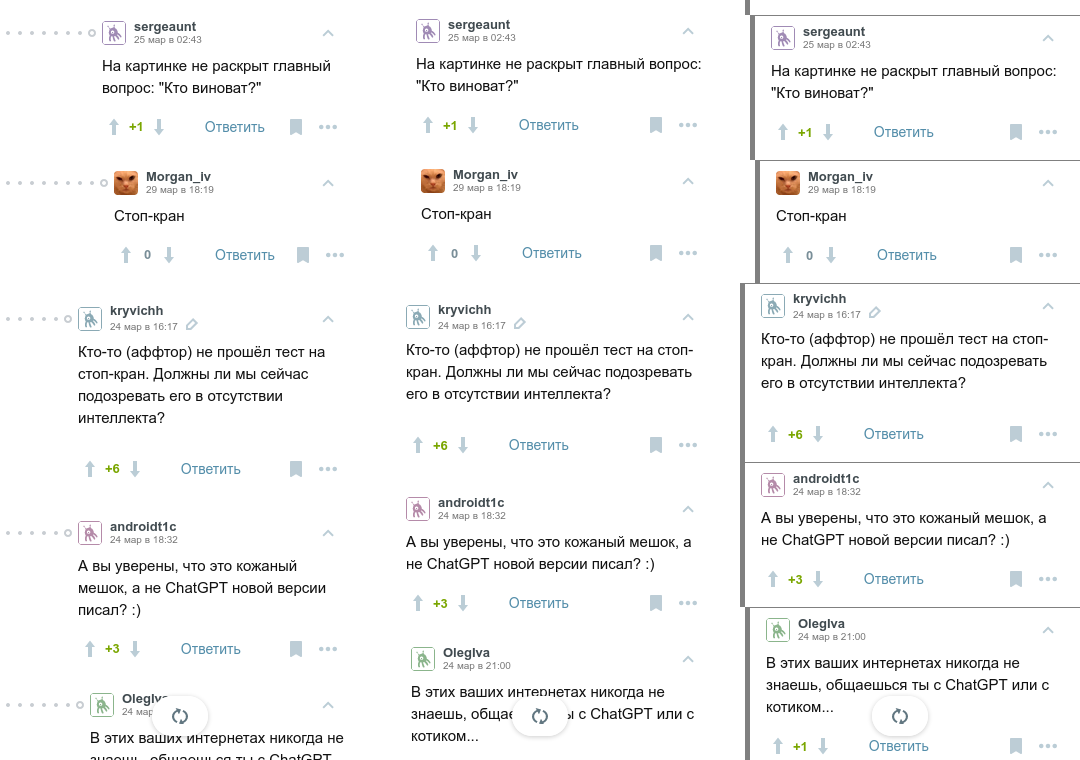 sergeaunt
25 мар в 02:43
На картинке не раскрыт главный
вопрос: "Кто виноват?"
+1
Ответить
Morgan_iv
29 мар в 18:19
Стоп-кран
0
Ответить
kryvichh
24 мар в 16:17
Кто-то (аффтор) не прошёл тест на
стоп-кран. Должны ли мы сейчас
подозревать его в отсутствии
интеллекта?
+6
Ответить
androidt1c
24 мар в 18:32
А вы уверены, что это кожаный
мешок, а не ChatGPT новой версии
писал? :)
+3
Ответить
OlegIva
24 мар
В этих ваших интернетах никогда не
знаешь, общаешься ты с ChatGPT
sergeaunt
25 мар в 02:43
На картинке не раскрыт главный вопрос:
"Кто виноват?"
+1
Ответить
Morgan_iv
29 мар в 18:19
Стоп-кран
0
Ответить
kryvichh
24 мар в 16:17
Кто-то (аффтор) не прошёл тест на стоп-
кран. Должны ли мы сейчас подозревать
его в отсутствии интеллекта?
+6
Ответить
androidt1c
24 мар в 18:32
А вы уверены, что это кожаный мешок, а
не ChatGPT новой версии писал? :)
+3
Ответить
OlegIva
24 мар в 21:00
В этих ваших интернетах никогда не
знаешь, общаешься ты с ChatGPT или с
котиком...
sergeaunt
25 мар в 02:43
На картинке не раскрыт главный вопрос:
"Кто виноват?"
+1
Ответить
Morgan_iv
29 мар в 18:19
Стоп-кран
0
Ответить
kryvichh
24 мар в 16:17
Кто-то (аффтор) не прошёл тест на стоп-
кран. Должны ли мы сейчас подозревать
его в отсутствии интеллекта?
+6
Ответить
androidt1c
24 мар в 18:32
А вы уверены, что это кожаный мешок, а
не ChatGPT новой версии писал? :)
+3
Ответить
OlegIva
24 мар в 21:00
В этих ваших интернетах никогда не
знаешь, общаешься ты с ChatGPT или с
котиком...
+1
Ответить